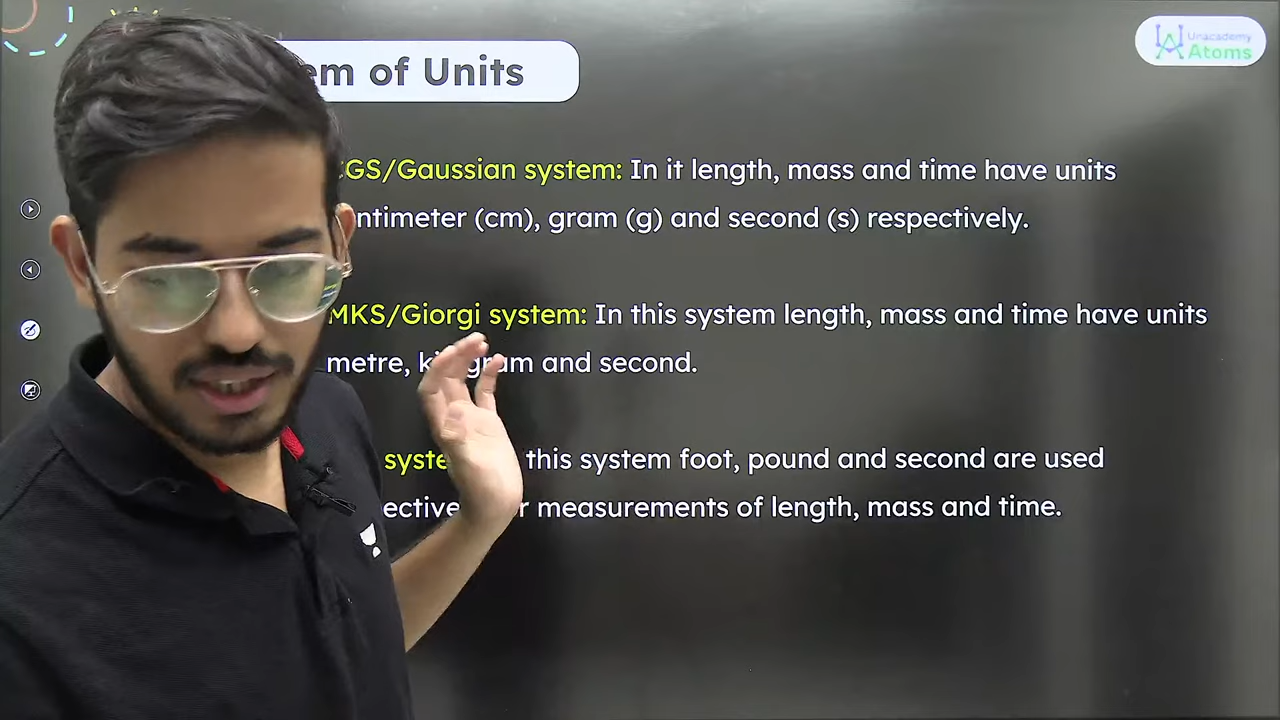 em of Units
Unacademy
Atoms
GS/Gaussian system: In it length, mass and time have units
ntimeter (cm), gram (g) and second (s) respectively.
MKS/Giorgi system: In this system length, mass and time have units
metre, gram and second.
this system foot, pound and second are used
measurements of length, mass and time.